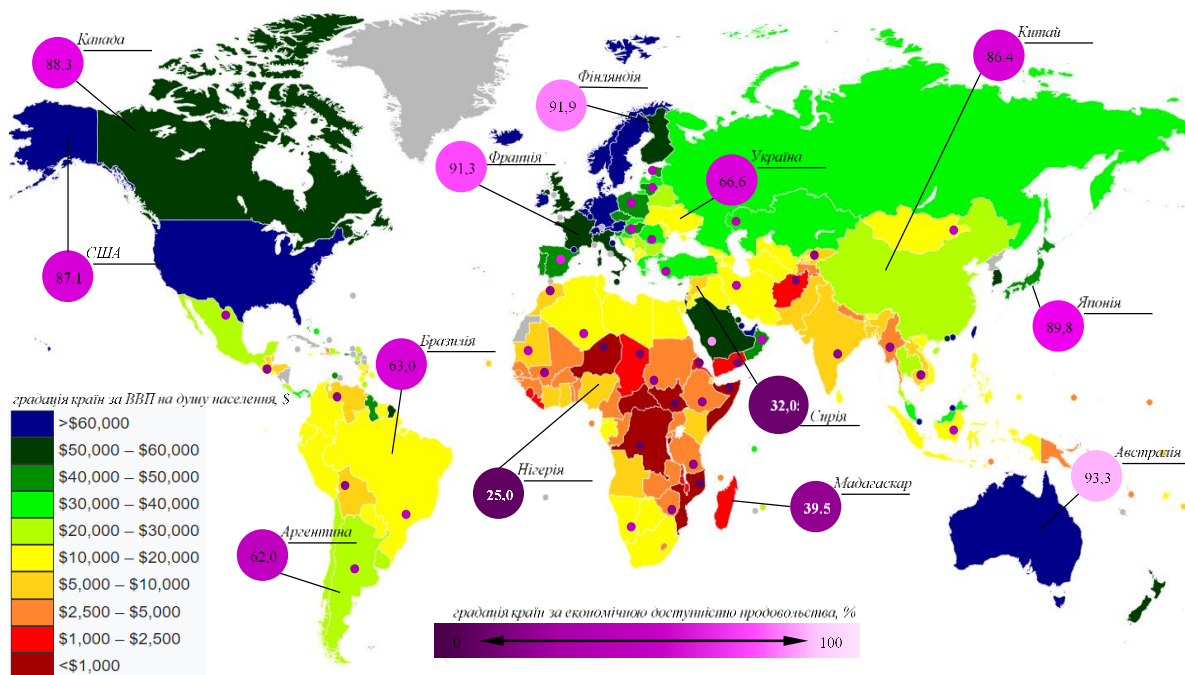 Канада
88,3
Китай
86.4
Фінляндія
91,9
Франція
91,3
Україна
66,6
США
87.1
Японія
89,8
Бразилія
63,0
градація країн за ВВП на душу населення, $
>$60,000
$50,000 – $60,000
$40,000 – $50,000
$30,000 – $40,000
$20,000 – $30,000
$10,000 – $20,000
$5,000 – $10,000
$2,500 – $5,000
$1,000 – $2,500
<$1,000
Сирія
Нігерія
25,0
Мадагаскар
39.5
Австралія
93,3
Аргентина
62,0
градація країн за економічною доступністо продовольства, %
0
100